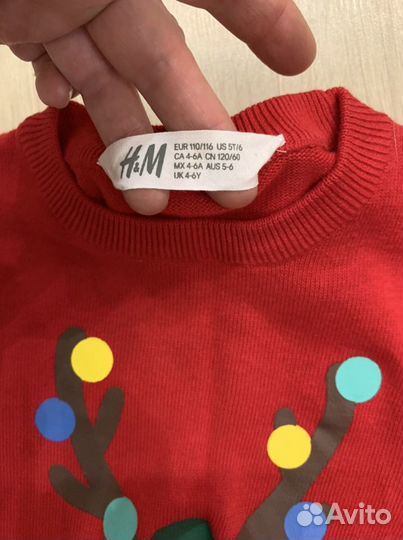 H&M
EUR 110/116 US 5T/6
CA 4-6A CN 120/60
MX 4-6A AUS 5-6
UK 4-6Y
Avito